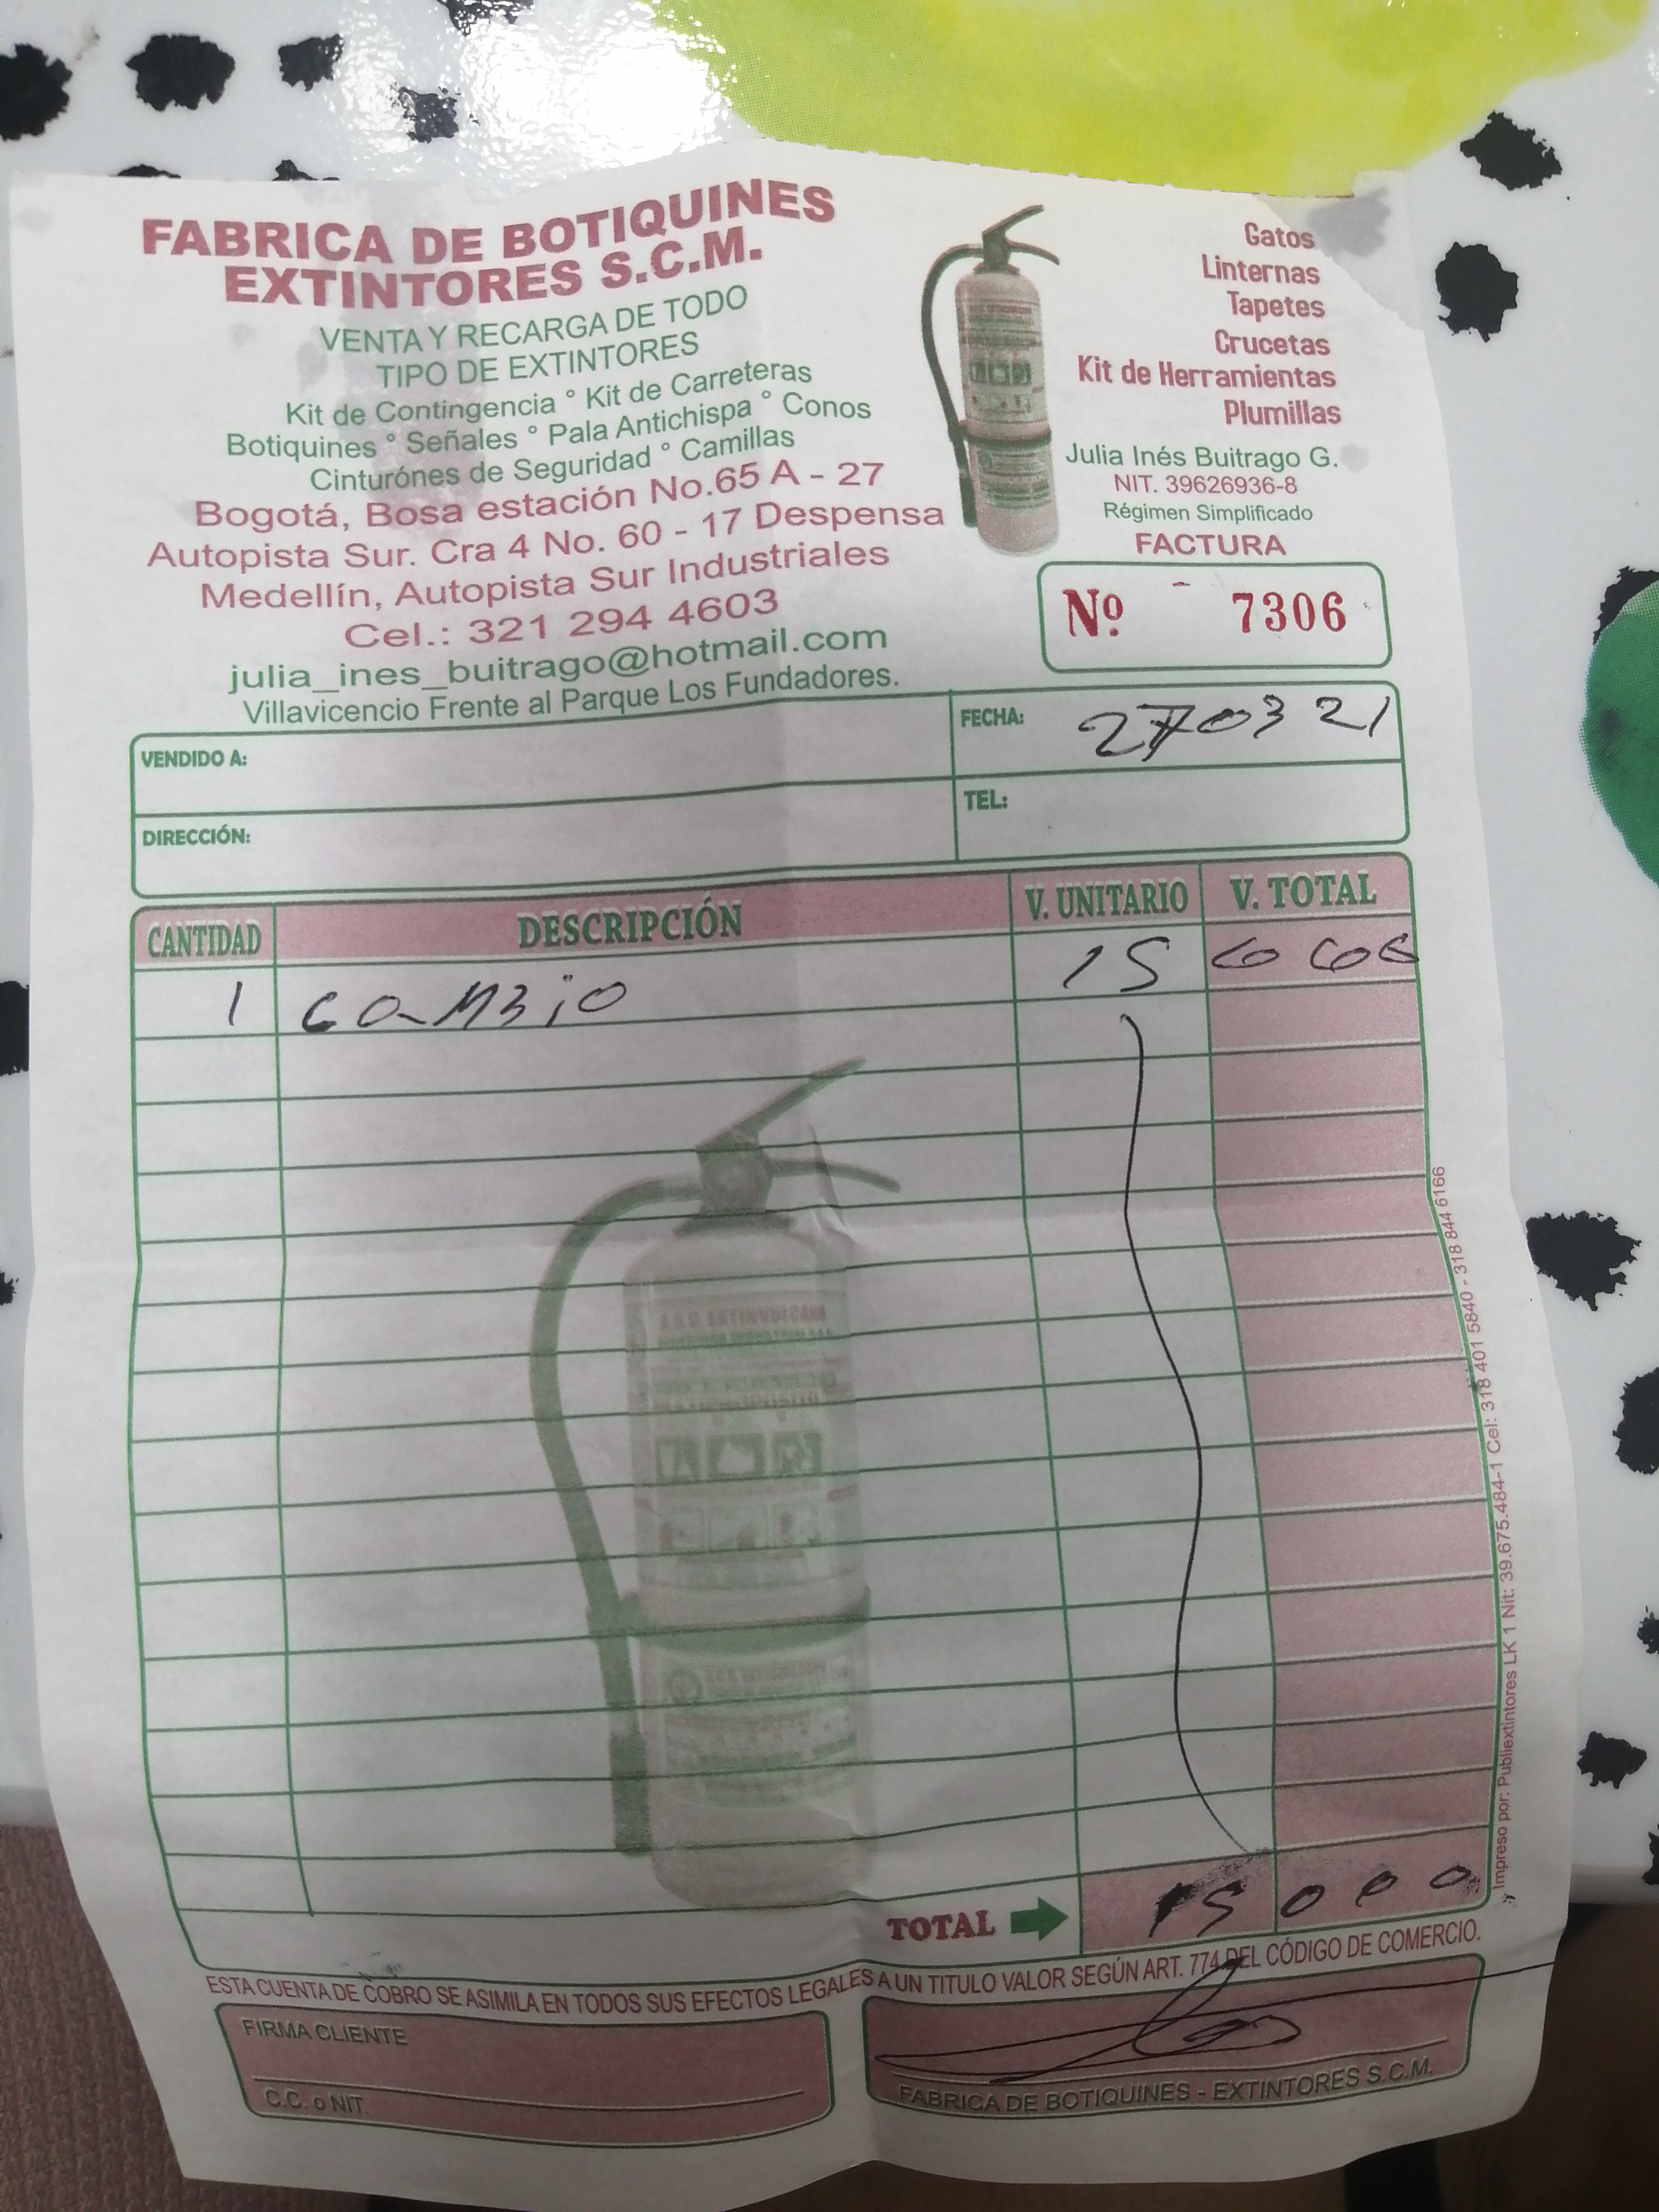 FABRICA DE BOTIQUINES
EXTINTORES S.C.M.
VENTA Y RECARGA DE TODO
TIPO DE EXTINTORES
Kit de Contingencia ° Kit de Carreteras
Botiquines ° Señales ° Pala Antichispa ° Conos
Cinturónes de Seguridad ° Camillas
Bogotá, Bosa estación No.65 A - 27
Autopista Sur. Cra 4 No. 60 - 17 Despensa
Medellín, Autopista Sur Industriales
Cel.: 321 294 4603
julia_ines_buitrago@hotmail.com
Villavicencio Frente al Parque Los Fundadores.
Gatos
Linternas
Tapetes
Crucetas
Kit de Herramientas
Plumillas
Julia Inés Buitrago G.
NIT. 39626936-8
Régimen Simplificado
FACTURA
Nº 7306
VENDIDO A:
FECHA: 27 03 21
DIRECCIÓN:
TEL:
CANTIDAD DESCRIPCIÓN V. UNITARIO V. TOTAL
1 CAMBiO 15 000
TOTAL 15 000
ESTA CUENTA DE COBRO SE ASIMILA EN TODOS SUS EFECTOS LEGALES A UN TITULO VALOR SEGÚN ART. 774 DEL CÓDIGO DE COMERCIO.
FIRMA CLIENTE
C.C. o NIT.
FABRICA DE BOTIQUINES - EXTINTORES S.C.M.
Impreso por: Publiextintores LK 1 Nit: 39.675.484-1 Cel: 318 401 5840 - 318 844 6166